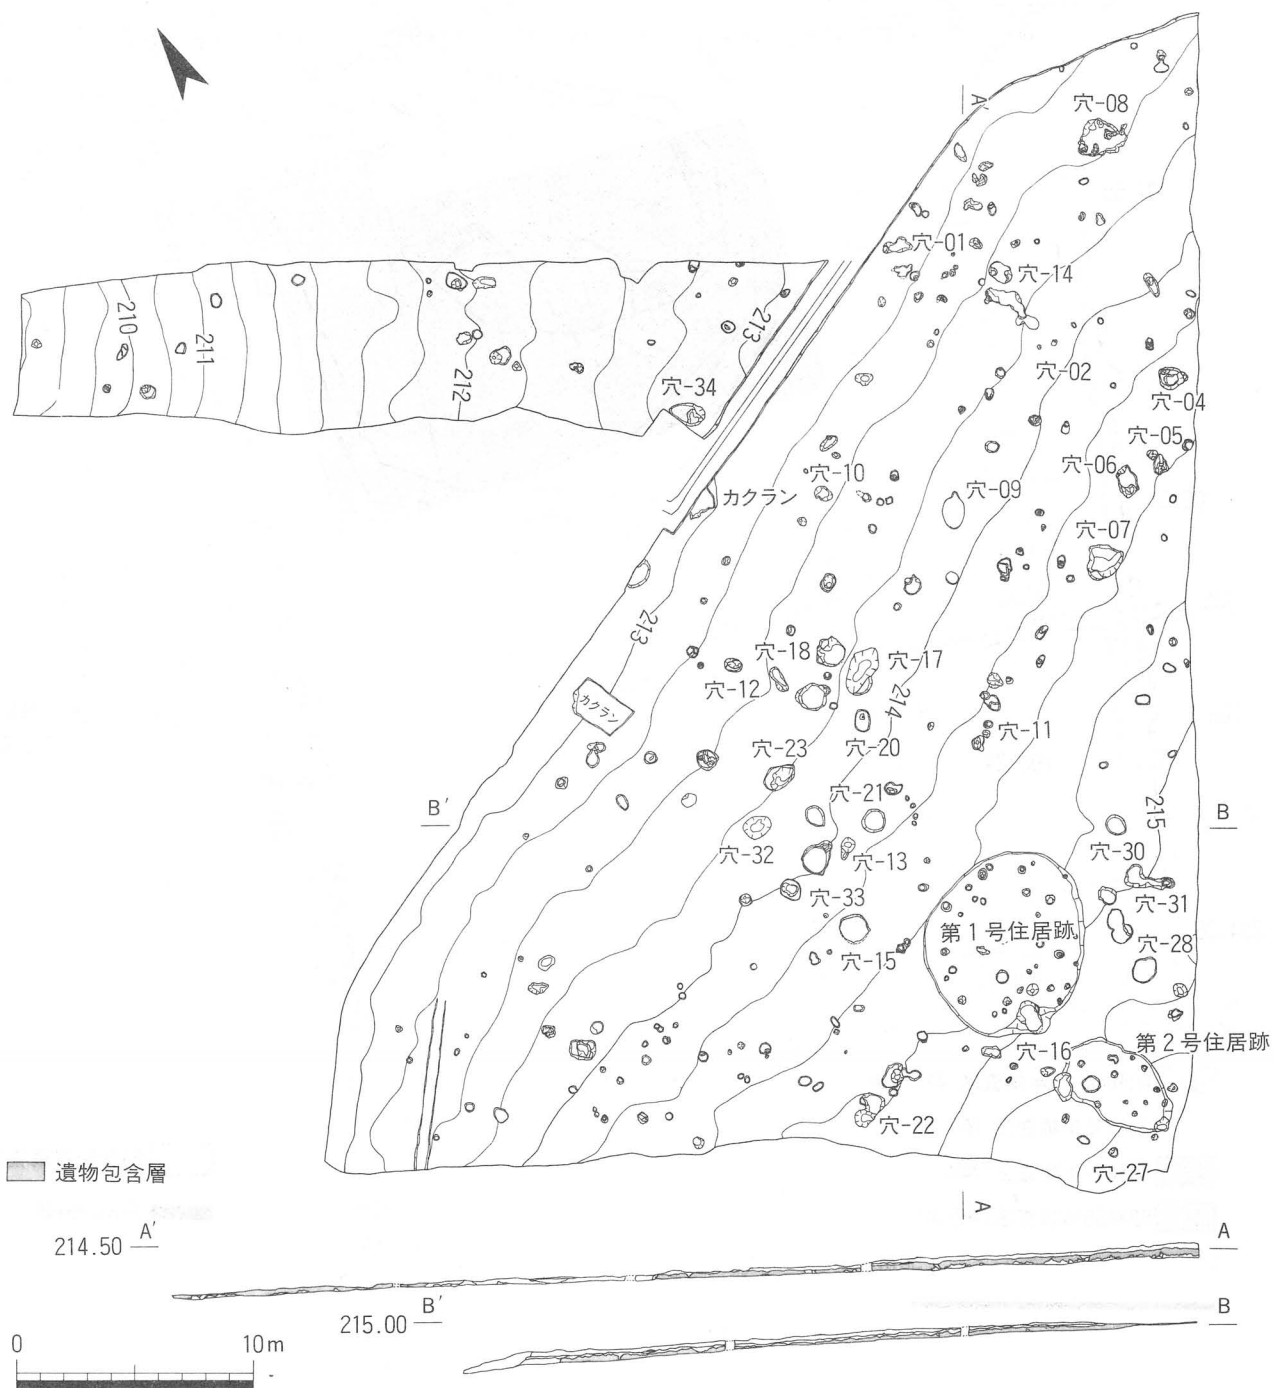 A'
穴-08
穴-01
穴-14
210
211
212
213
穴-34
穴-02
穴-04
穴-05
穴-06
穴-10
カクラン
穴-09
穴-07
213
穴-18
穴-17
穴-12
カクラン
214
穴-11
穴-20
穴-23
穴-21
B'
B
215
穴-30
穴-32
穴-13
穴-31
穴-33
第1号住居跡
穴-28
穴-15
穴-16
第2号住居跡
穴-22
穴-27
遺物包含層
A
A'
214.50
A
B'
215.00
B
0
10m